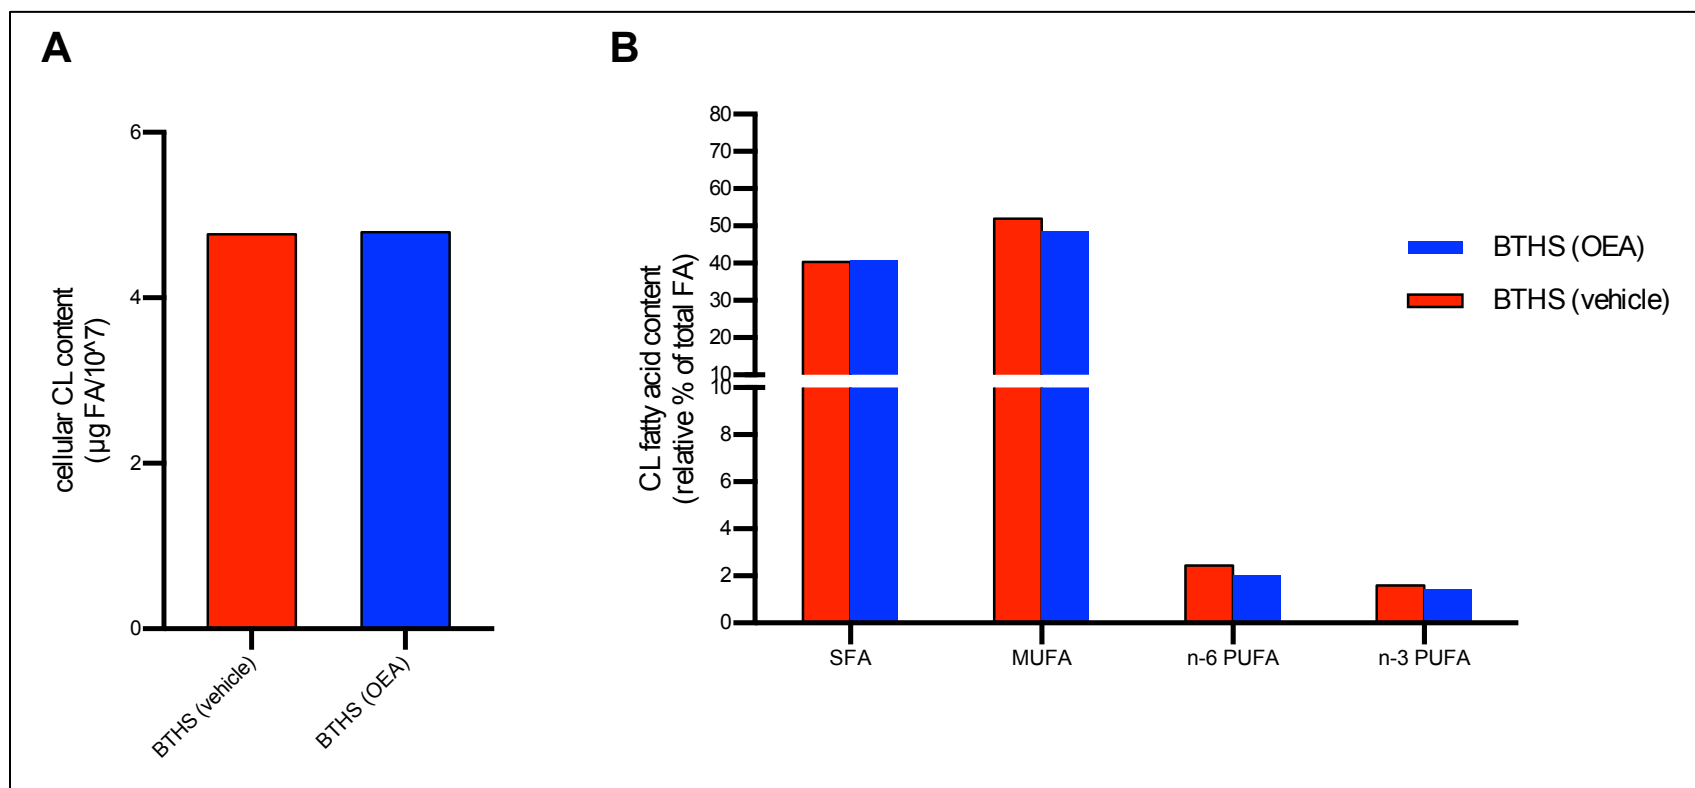 A
B
6
4
2
0
cellular CL content
(µg FA/10^7)
BTHS (vehicle)
BTHS (OEA)
80
70
60
50
40
30
20
10
10
8
6
4
2
0
CL fatty acid content
(relative % of total FA)
SFA
MUFA
n-6 PUFA
n-3 PUFA
BTHS (OEA)
BTHS (vehicle)